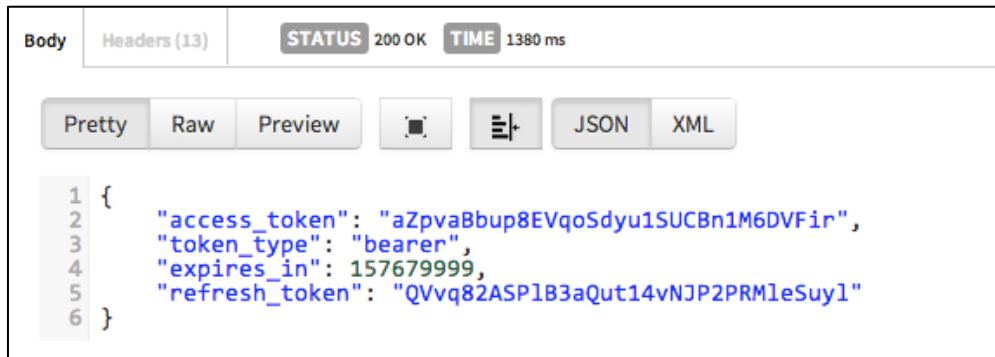 Body Headers (13) STATUS 200 OK TIME 1380 ms
Pretty Raw Preview JSON XML
1 {
2 "access_token": "aZpvaBbup8EVqoSdyu1SUCBn1M6DVFir",
3 "token_type": "bearer",
4 "expires_in": 157679999,
5 "refresh_token": "QVvq82ASPlB3aQut14vNJP2PRMleSuyl"
6 }